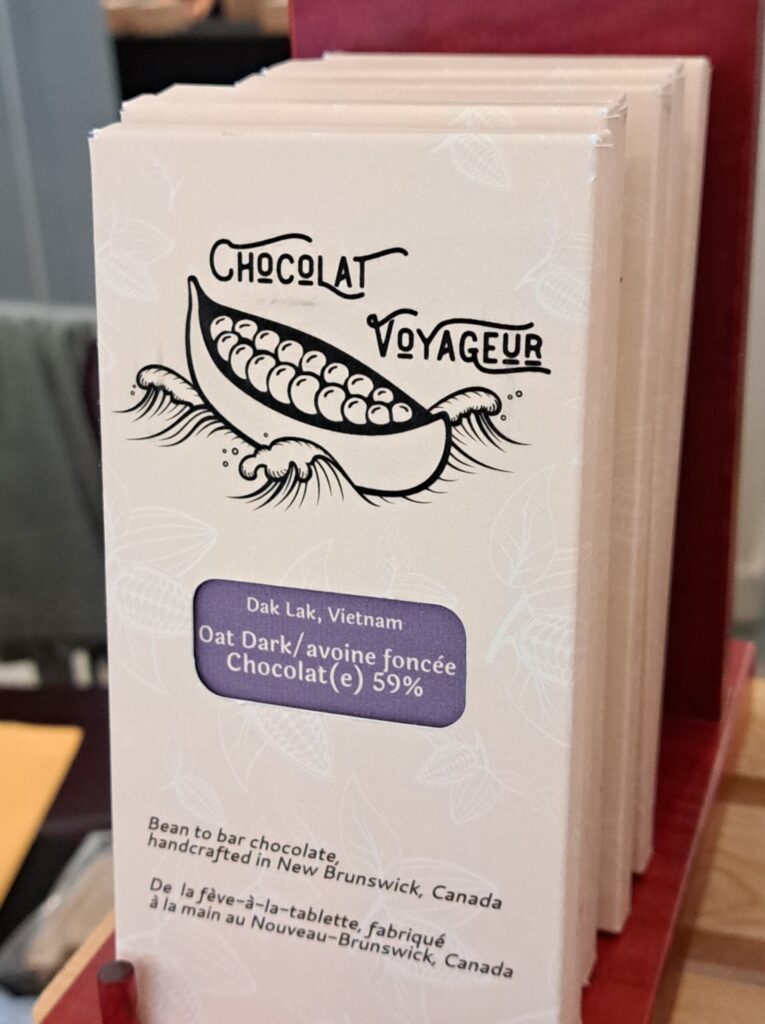 Chocolat
Voyageur
Dak Lak, Vietnam
Oat Dark/avoine foncée
Chocolat(e) 59%
Bean to bar chocolate,
handcrafted in New Brunswick, Canada
De la fève-à-la-tablette, fabriqué
à la main au Nouveau-Brunswick, Canada